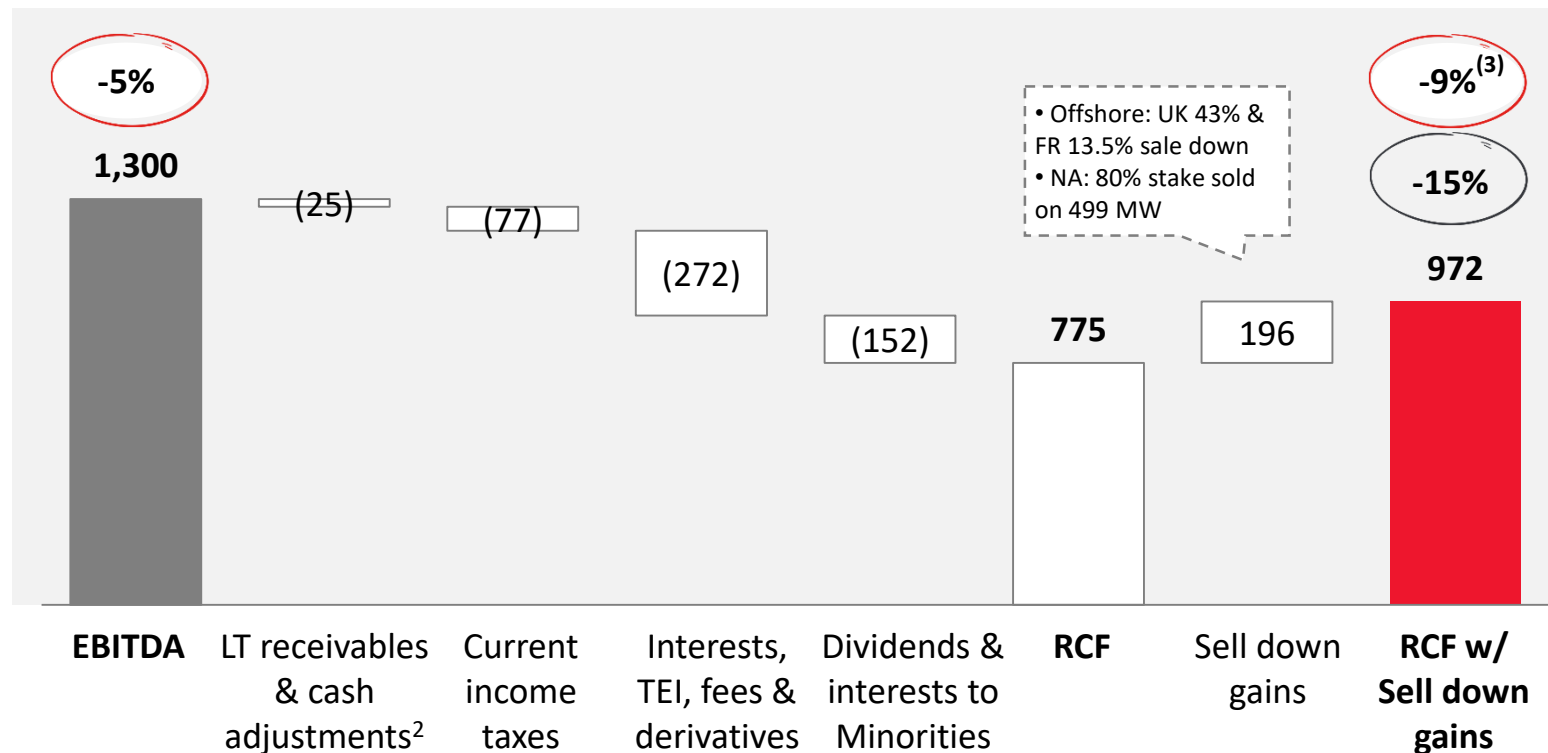 -5%
-9%(3)
• Offshore: UK 43% &
FR 13.5% sale down
• NA: 80% stake sold
on 499 MW
-15%
1,300
(25)
(77)
(272)
(152)
775
196
972
EBITDA
LT receivables
& cash
adjustments2
Current
income
taxes
Interests,
TEI, fees &
derivatives
Dividends &
interests to
Minorities
RCF
Sell down
gains
RCF w/
Sell down
gains